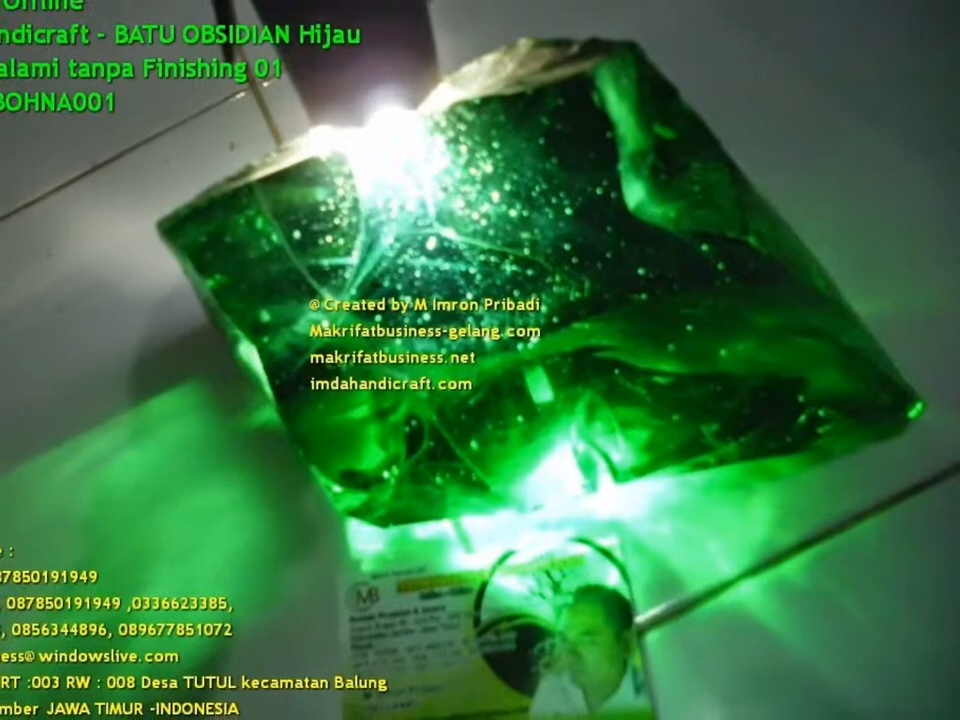 Offline
ndicraft - BATU OBSIDIAN Hijau
alami tanpa Finishing 01
BOHNA001
@ Created by M Imron Pribadi
Makrifatbusiness-gelang.com
makrifatbusiness.net
imdahandicraft.com
e :
87850191949
, 087850191949 ,0336623385,
, 0856344896, 089677851072
ess@windowslive.com
RT :003 RW : 008 Desa TUTUL kecamatan Balung
mber JAWA TIMUR -INDONESIA
MB